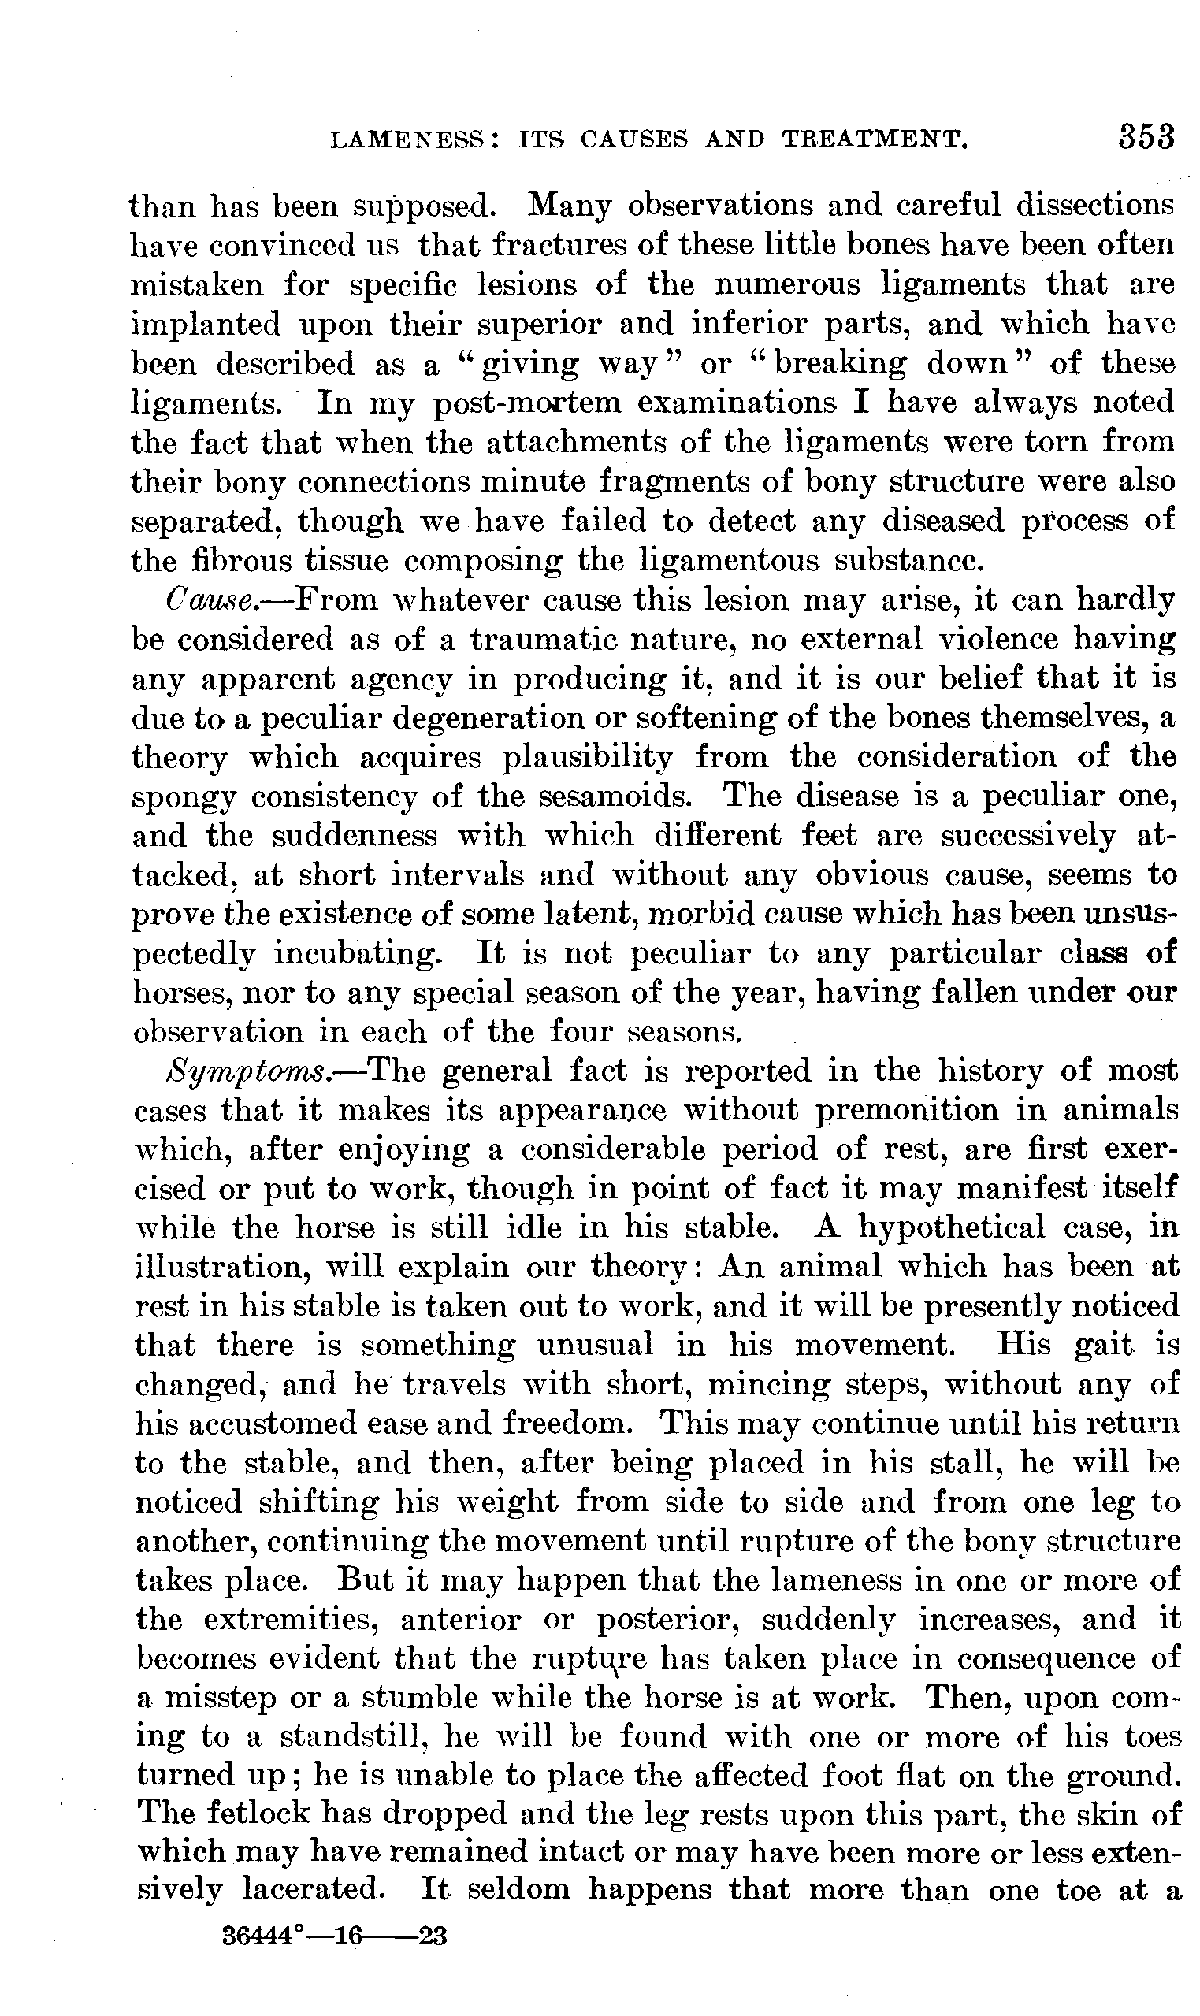 LAMENESS: ITS CAUSES AND TREATMENT. 353
than has been supposed. Many observations and careful dissections
have convinced us that fractures of these little bones have been often
mistaken for specific lesions of the numerous ligaments that are
implanted upon their superior and inferior parts, and which have
been described as a "giving way" or "breaking down" of these
ligaments. In my post-mortem examinations I have always noted
the fact that when the attachments of the ligaments were torn from
their bony connections minute fragments of bony structure were also
separated, though we have failed to detect any diseased process of
the fibrous tissue composing the ligamentous substance.
Cause.—From whatever cause this lesion may arise, it can hardly
be considered as of a traumatic nature, no external violence having
any apparent agency in producing it, and it is our belief that it is
due to a peculiar degeneration or softening of the bones themselves, a
theory which acquires plausibility from the consideration of the
spongy consistency of the sesamoids. The disease is a peculiar one,
and the suddenness with which different feet are successively at-
tacked, at short intervals and without any obvious cause, seems to
prove the existence of some latent, morbid cause which has been unsus-
pectedly incubating. It is not peculiar to any particular class of
horses, nor to any special season of the year, having fallen under our
observation in each of the four seasons.
Symptoms.—The general fact is reported in the history of most
cases that it makes its appearance without premonition in animals
which, after enjoying a considerable period of rest, are first exer-
cised or put to work, though in point of fact it may manifest itself
while the horse is still idle in his stable. A hypothetical case, in
illustration, will explain our theory: An animal which has been at
rest in his stable is taken out to work, and it will be presently noticed
that there is something unusual in his movement. His gait is
changed, and he travels with short, mincing steps, without any of
his accustomed ease and freedom. This may continue until his return
to the stable, and then, after being placed in his stall, he will be
noticed shifting his weight from side to side and from one leg to
another, continuing the movement until rupture of the bony structure
takes place. But it may happen that the lameness in one or more of
the extremities, anterior or posterior, suddenly increases, and it
becomes evident that the rupture has taken place in consequence of
a misstep or a stumble while the horse is at work. Then, upon com-
ing to a standstill, he will be found with one or more of his toes
turned up; he is unable to place the affected foot flat on the ground.
The fetlock has dropped and the leg rests upon this part, the skin of
which may have remained intact or may have been more or less exten-
sively lacerated. It seldom happens that more than one toe at a
36444°—16——23